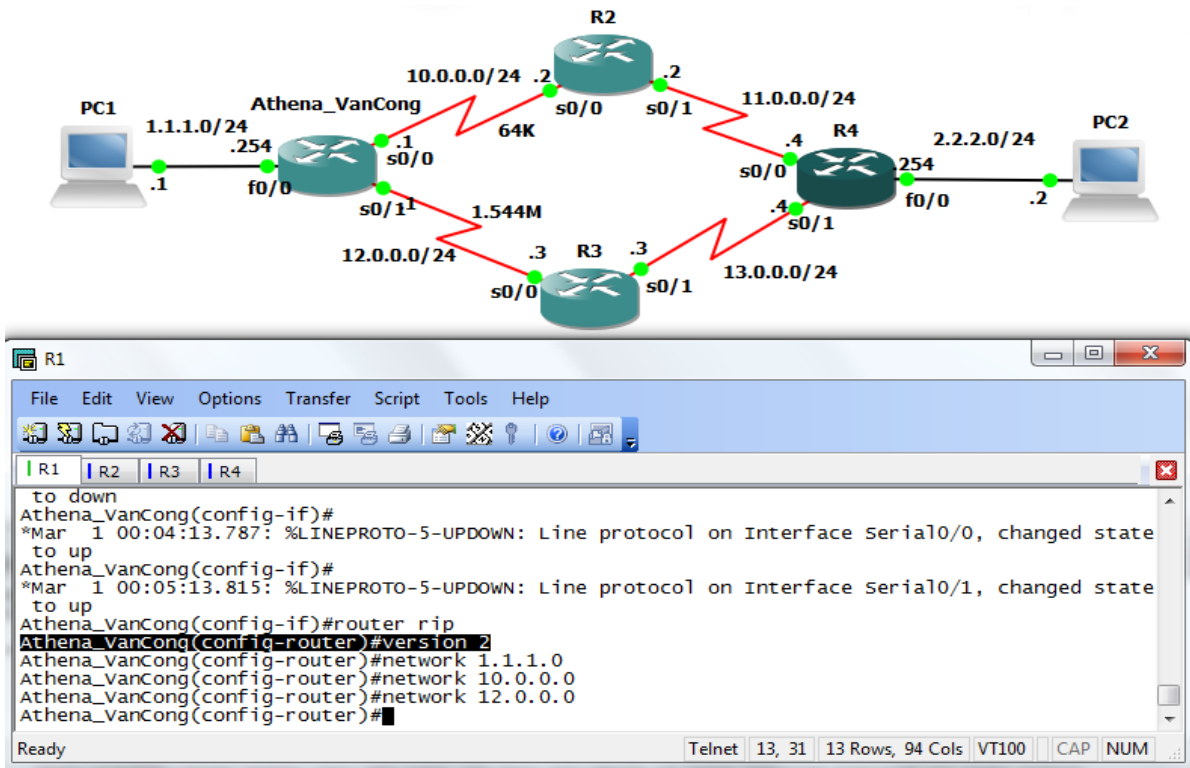 R2
10.0.0.0/24 .2
.2
PC1
Athena_VanCong
s0/0
s0/1
11.0.0.0/24
1.1.1.0/24
64K
R4
2.2.2.0/24
PC2
.254
.1
s0/0
.4
s0/0
.254
.1
f0/0
f0/0
.2
s0/1
1
1.544M
.4
s0/1
12.0.0.0/24
.3
R3
.3
13.0.0.0/24
s0/0
s0/1
R1
File Edit View Options Transfer Script Tools Help
R1 R2 R3 R4
to down
Athena_VanCong(config-if)#
*Mar 1 00:04:13.787: %LINEPROTO-5-UPDOWN: Line protocol on Interface Serial0/0, changed state
to up
Athena_VanCong(config-if)#
*Mar 1 00:05:13.815: %LINEPROTO-5-UPDOWN: Line protocol on Interface Serial0/1, changed state
to up
Athena_VanCong(config-if)#router rip
Athena_VanCong(config-router)#version 2
Athena_VanCong(config-router)#network 1.1.1.0
Athena_VanCong(config-router)#network 10.0.0.0
Athena_VanCong(config-router)#network 12.0.0.0
Athena_VanCong(config-router)#
Ready
Telnet 13, 31 13 Rows, 94 Cols VT100 CAP NUM